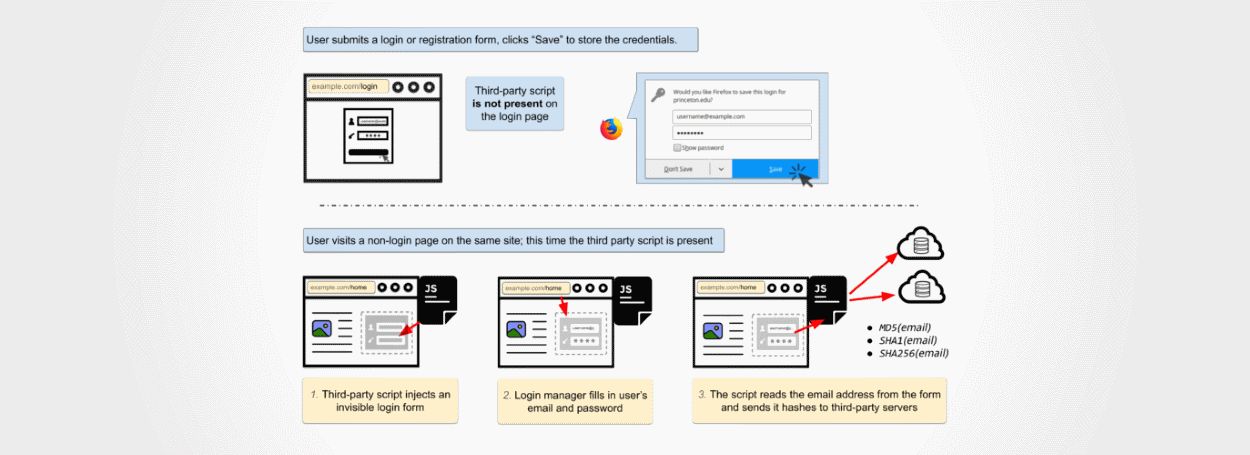 User submits a login or registration form, clicks “Save” to store the credentials.
example.com/login
Third-party script
is not present on
the login page
Would you like Firefox to save this login for
princeton.edu?
username@example.com
Show password
Don't Save
Save
User visits a non-login page on the same site; this time the third party script is present
example.com/home
JS
example.com/home
JS
example.com/home
JS
MD5(email)
SHA1(email)
SHA256(email)
1. Third-party script injects an
invisible login form
2. Login manager fills in user's
email and password
3. The script reads the email address from the form
and sends it hashes to third-party servers